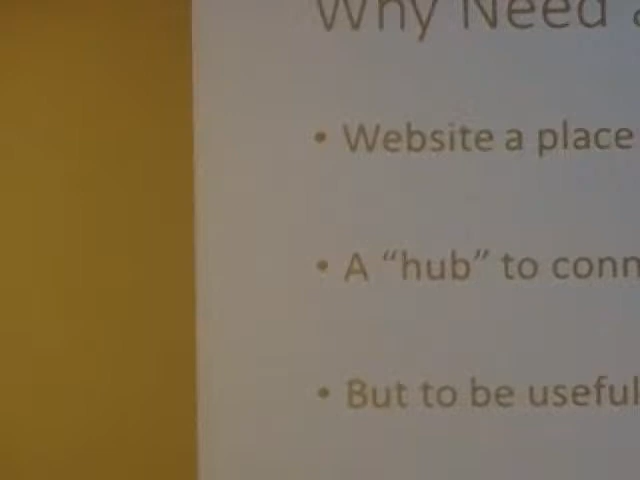 Why Need
• Website a place
• A “hub” to conn
• But to be useful